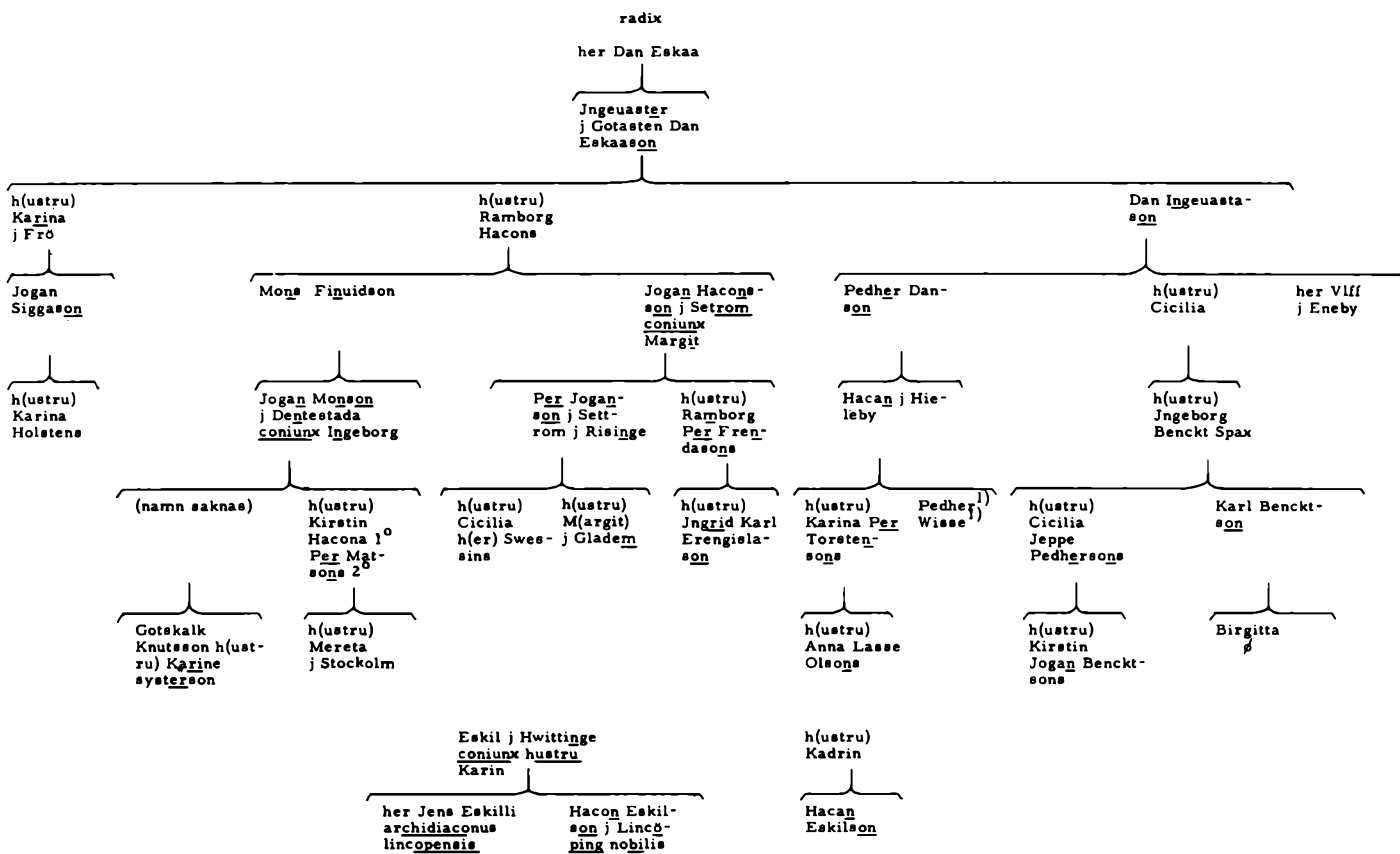 radix
her Dan Eskaa
Jngeuaster
j Gotasten Dan
Eskaason
h(ustru)
Karina
j Frö
h(ustru)
Ramborg
Hacons
Dan Ingeuasta-
son
Jogan
Siggason
Mons Finuidson
Jogan Hacons-
son j Setrom
coniunx
Margit
Pedher Dan-
son
h(ustru)
Cicilia
her Vlff
j Eneby
h(ustru)
Karina
Holstens
Jogan Monson
j Dentestada
coniunx Ingeborg
Per Jogan-
son j Sett-
rom j Risinge
h(ustru)
Ramborg
Per Fren-
dasons
Hacan j Hie-
leby
h(ustru)
Jngeborg
Benckt Spax
(namn saknas)
h(ustru)
Kirstin
Hacona 1°
Per Mat-
sons 2°
h(ustru)
Cicilia
h(er) Swes-
sins
h(ustru)
M(argit)
j Gladem
h(ustru)
Jngrid Karl
Erengisla-
son
h(ustru)
Karina Per
Torsten-
sons
Pedher1)
Wisse1)
h(ustru)
Cicilia
Jeppe
Pedhersons
Karl Benckt-
son
Gotskalk
Knutsson h(ust-
ru) Karine
systerson
h(ustru)
Mereta
j Stockolm
h(ustru)
Anna Lasse
Olsons
h(ustru)
Kirstin
Jogan Benckt-
sons
Birgitta
ø
Eskil j Hwittinge
coniunx hustru
Karin
h(ustru)
Kadrin
her Jens Eskilli
archidiaconus
lincopensis
Hacon Eskil-
son j Lincö-
ping nobilis
Hacan
Eskilson